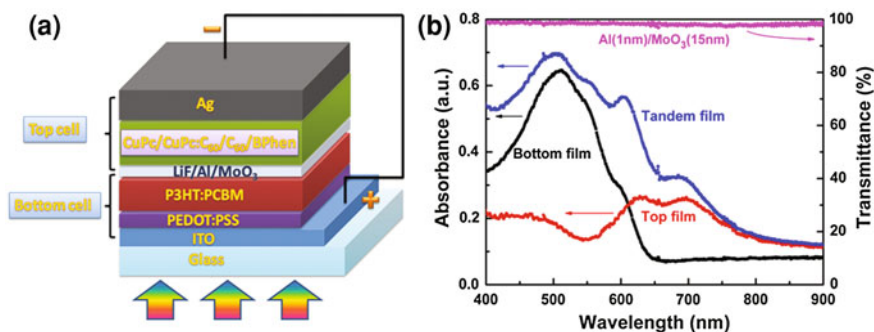 (a)
Ag
Top cell
CuPc/CuPc:C₆₀/C₆₀/BPhen
LiF/Al/MoO₃
Bottom cell
P3HT:PCBM
PEDOT:PSS
ITO
Glass
−
+
(b)
Absorbance (a.u.)
0.8
0.6
0.4
0.2
0.0
Al(1nm)/MoO₃(15nm)
Tandem film
Bottom film
Top film
100
80
60
40
20
10
0
Transmittance (%)
400 500 600 700 800 900
Wavelength (nm)